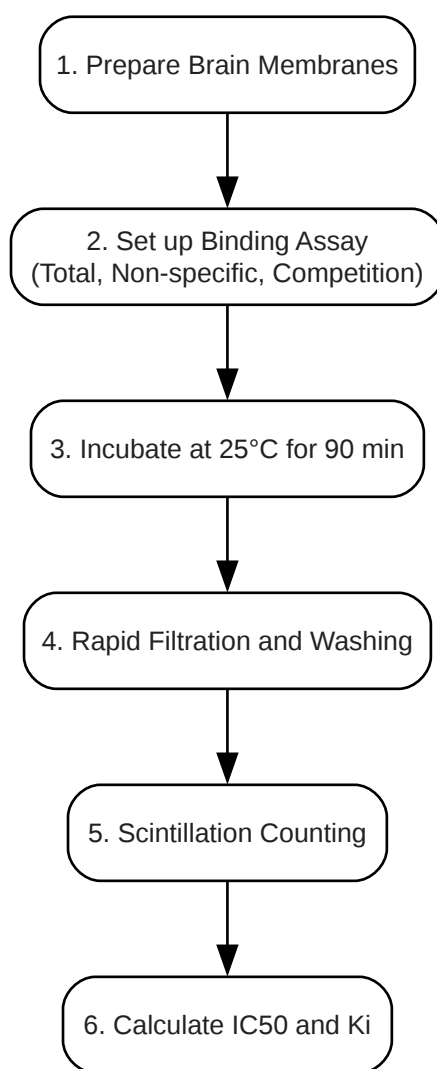 1. Prepare Brain Membranes
2. Set up Binding Assay
(Total, Non-specific, Competition)
3. Incubate at 25°C for 90 min
4. Rapid Filtration and Washing
5. Scintillation Counting
6. Calculate IC50 and Ki